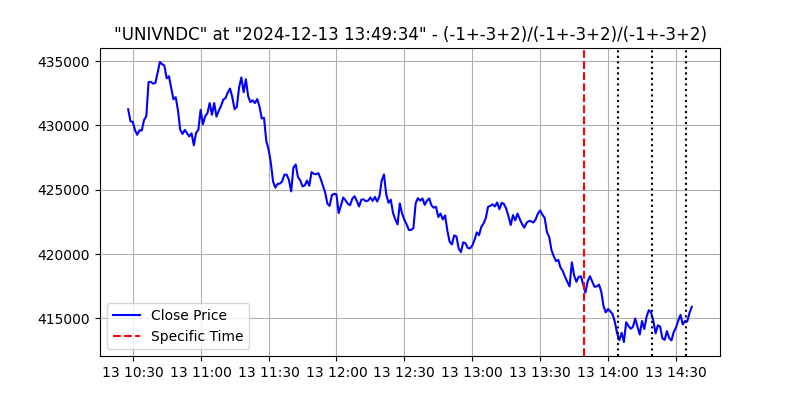 "UNIVNDC" at "2024-12-13 13:49:34" - (-1+-3+2)/(-1+-3+2)/(-1+-3+2)
435000
430000
425000
420000
415000
Close Price
Specific Time
13 10:30 13 11:00 13 11:30 13 12:00 13 12:30 13 13:00 13 13:30 13 14:00 13 14:30